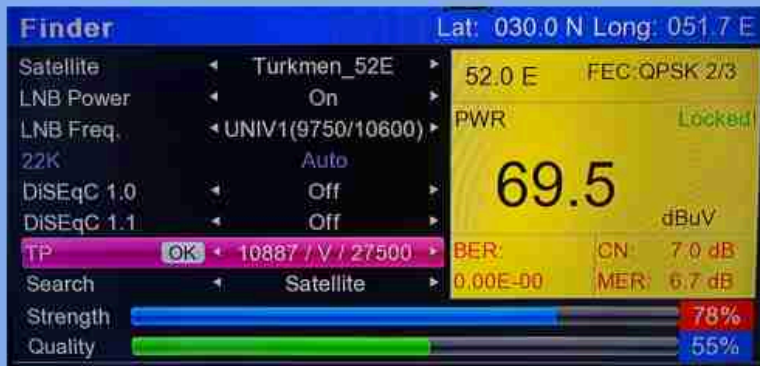 Finder Lat: 030.0 N Long: 051.7 E
Satellite Turkmen_52E
LNB Power On
LNB Freq. UNIV1(9750/10600)
22K Auto
DiSEqC 1.0 Off
DiSEqC 1.1 Off
TP OK 10887 / V / 27500
Search Satellite
52.0 E FEC:QPSK 2/3
PWR Locked
69.5
dBuV
BER: CN: 7.0 dB
0.00E-00 MER: 6.7 dB
Strength 78%
Quality 55%